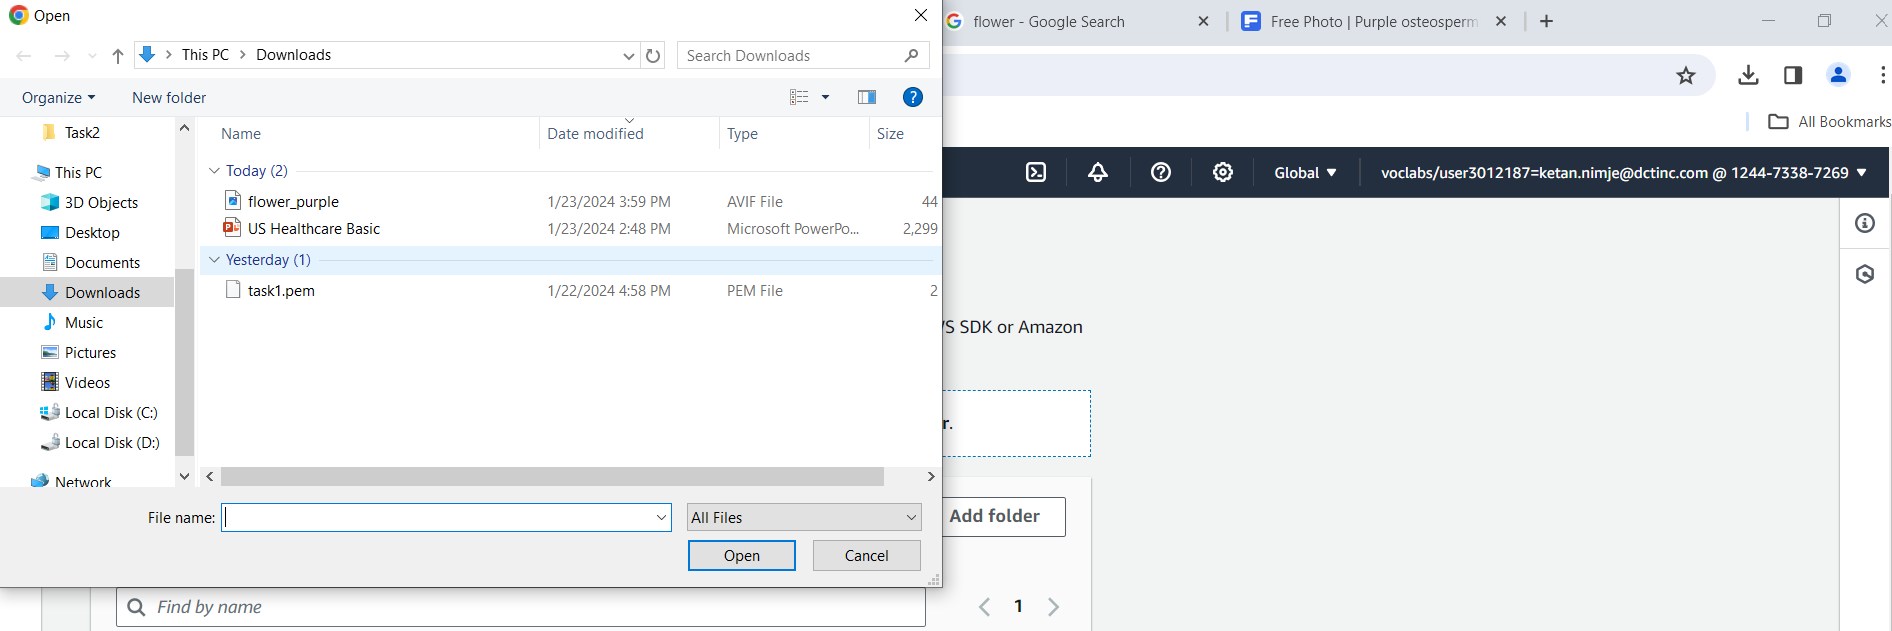 Open
flower - Google Search
Free Photo | Purple osteosperm
This PC > Downloads
Search Downloads
All Bookmarks
Organize
New folder
Name
Date modified
Type
Size
Task2
This PC
3D Objects
Desktop
Documents
Downloads
Music
Pictures
Videos
Local Disk (C:)
Local Disk (D:)
Network
Today (2)
flower_purple 1/23/2024 3:59 PM AVIF File 44
US Healthcare Basic 1/23/2024 2:48 PM Microsoft PowerPo... 2,299
Yesterday (1)
task1.pem 1/22/2024 4:58 PM PEM File 2
File name:
All Files
Open
Cancel
Global
voclabs/user3012187=ketan.nimje@dctinc.com @ 1244-7338-7269
/S SDK or Amazon
r.
Add folder
Find by name
1